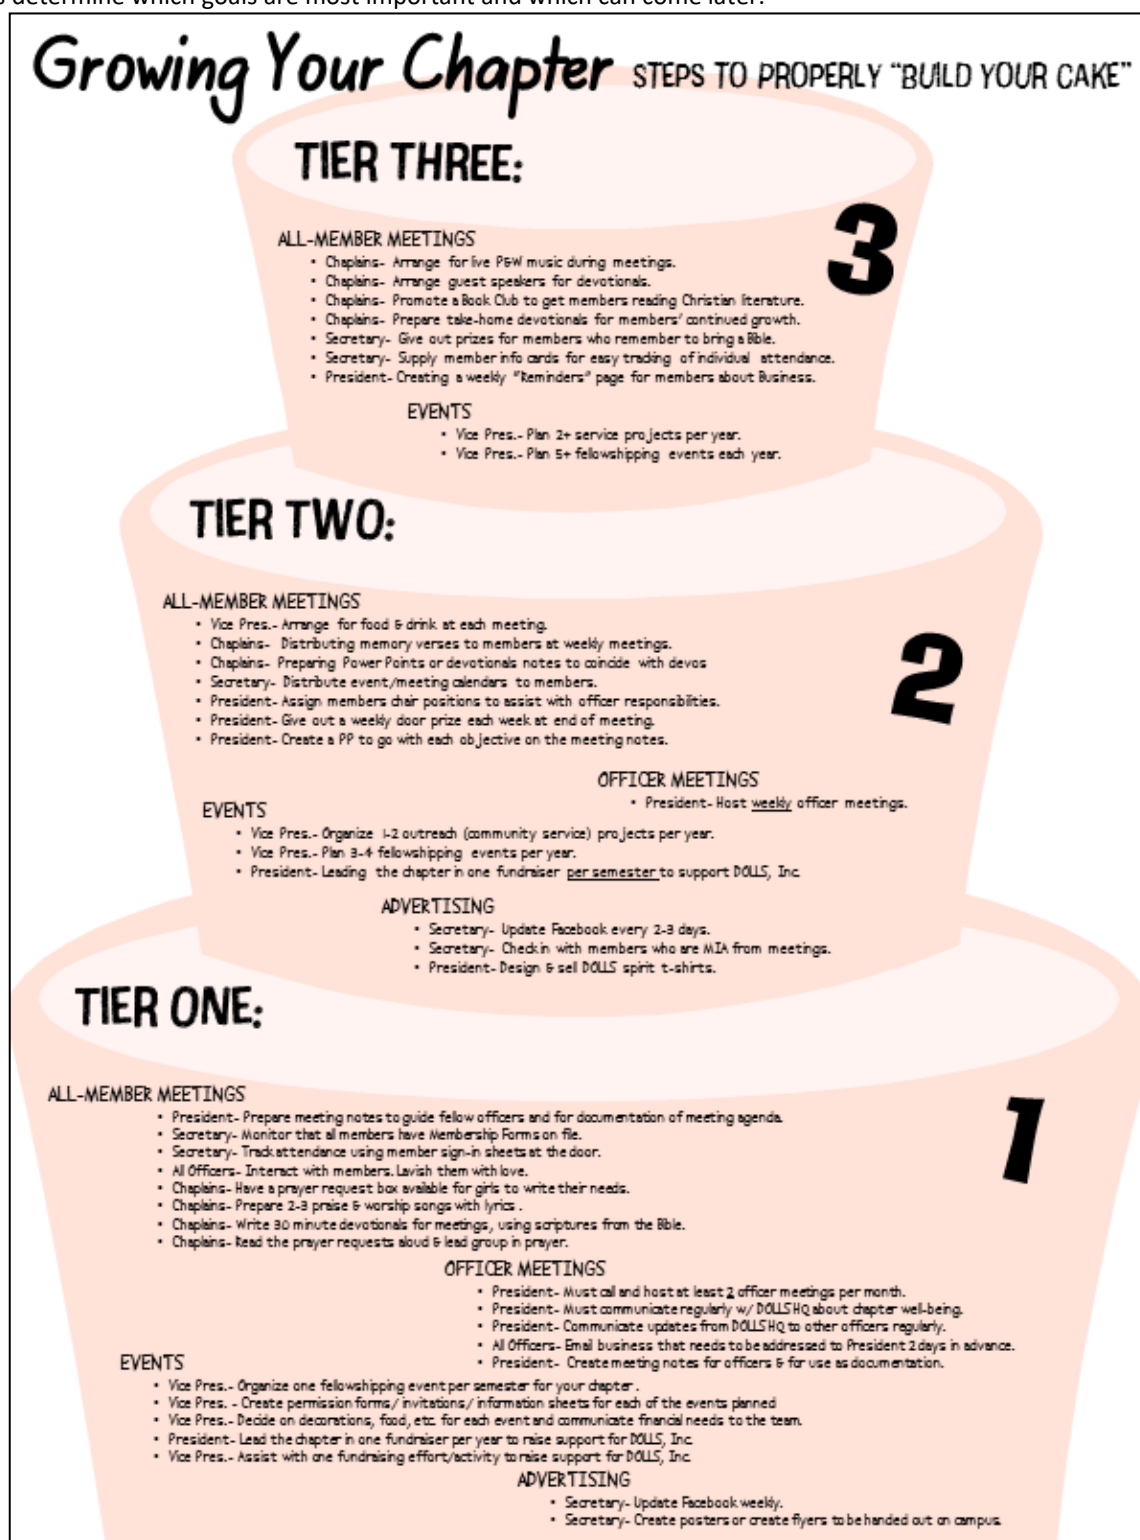 s determine which goals are most important and which can come later.
Growing Your Chapter STEPS TO PROPERLY "BUILD YOUR CAKE"
TIER THREE:
3
ALL-MEMBER MEETINGS
• Chaplains- Arrange for live P&W music during meetings.
• Chaplains- Arrange guest speakers for devotionals.
• Chaplains- Promote a Book Club to get members reading Christian literature.
• Chaplains- Prepare take-home devotionals for members' continued growth.
• Secretary- Give out prizes for members who remember to bring a Bible.
• Secretary- Supply member info cards for easy tracking of individual attendance.
• President- Creating a weekly "Reminders" page for members about Business.
EVENTS
• Vice Pres.- Plan 2+ service projects per year.
• Vice Pres.- Plan 5+ fellowshipping events each year.
TIER TWO:
2
ALL-MEMBER MEETINGS
• Vice Pres.- Arrange for food & drink at each meeting.
• Chaplains- Distributing memory verses to members at weekly meetings.
• Chaplains- Preparing Power Points or devotionals notes to coincide with devos
• Secretary- Distribute event/meeting calendars to members.
• President- Assign members chair positions to assist with officer responsibilities.
• President- Give out a weekly door prize each week at end of meeting.
• President- Create a PP to go with each objective on the meeting notes.
OFFICER MEETINGS
• President- Host weekly officer meetings.
EVENTS
• Vice Pres.- Organize 1-2 outreach (community service) projects per year.
• Vice Pres.- Plan 3-4 fellowshipping events per year.
• President- Leading the chapter in one fundraiser per semester to support DOLLS, Inc.
ADVERTISING
• Secretary- Update Facebook every 2-3 days.
• Secretary- Check in with members who are MIA from meetings.
• President- Design & sell DOLLS spirit t-shirts.
TIER ONE:
1
ALL-MEMBER MEETINGS
• President- Prepare meeting notes to guide fellow officers and for documentation of meeting agenda.
• Secretary- Monitor that all members have Membership Forms on file.
• Secretary- Track attendance using member sign-in sheets at the door.
• All Officers- Interact with members. Lavish them with love.
• Chaplains- Have a prayer request box available for girls to write their needs.
• Chaplains- Prepare 2-3 praise & worship songs with lyrics .
• Chaplains- Write 30 minute devotionals for meetings, using scriptures from the Bible.
• Chaplains- Read the prayer requests aloud & lead group in prayer.
OFFICER MEETINGS
• President- Must call and host at least 2 officer meetings per month.
• President- Must communicate regularly w/ DOLLS HQ about chapter well-being.
• President- Communicate updates from DOLLS HQ to other officers regularly.
• All Officers- Email business that needs to be addressed to President 2 days in advance.
• President- Create meeting notes for officers & for use as documentation.
EVENTS
• Vice Pres.- Organize one fellowshipping event per semester for your chapter .
• Vice Pres. - Create permission forms/ invitations/ information sheets for each of the events planned
• Vice Pres.- Decide on decorations, food, etc. for each event and communicate financial needs to the team.
• President- Lead the chapter in one fundraiser per year to raise support for DOLLS, Inc.
• Vice Pres.- Assist with one fundraising effort/activity to raise support for DOLLS, Inc.
ADVERTISING
• Secretary- Update Facebook weekly.
• Secretary- Create posters or create flyers to be handed out on campus.